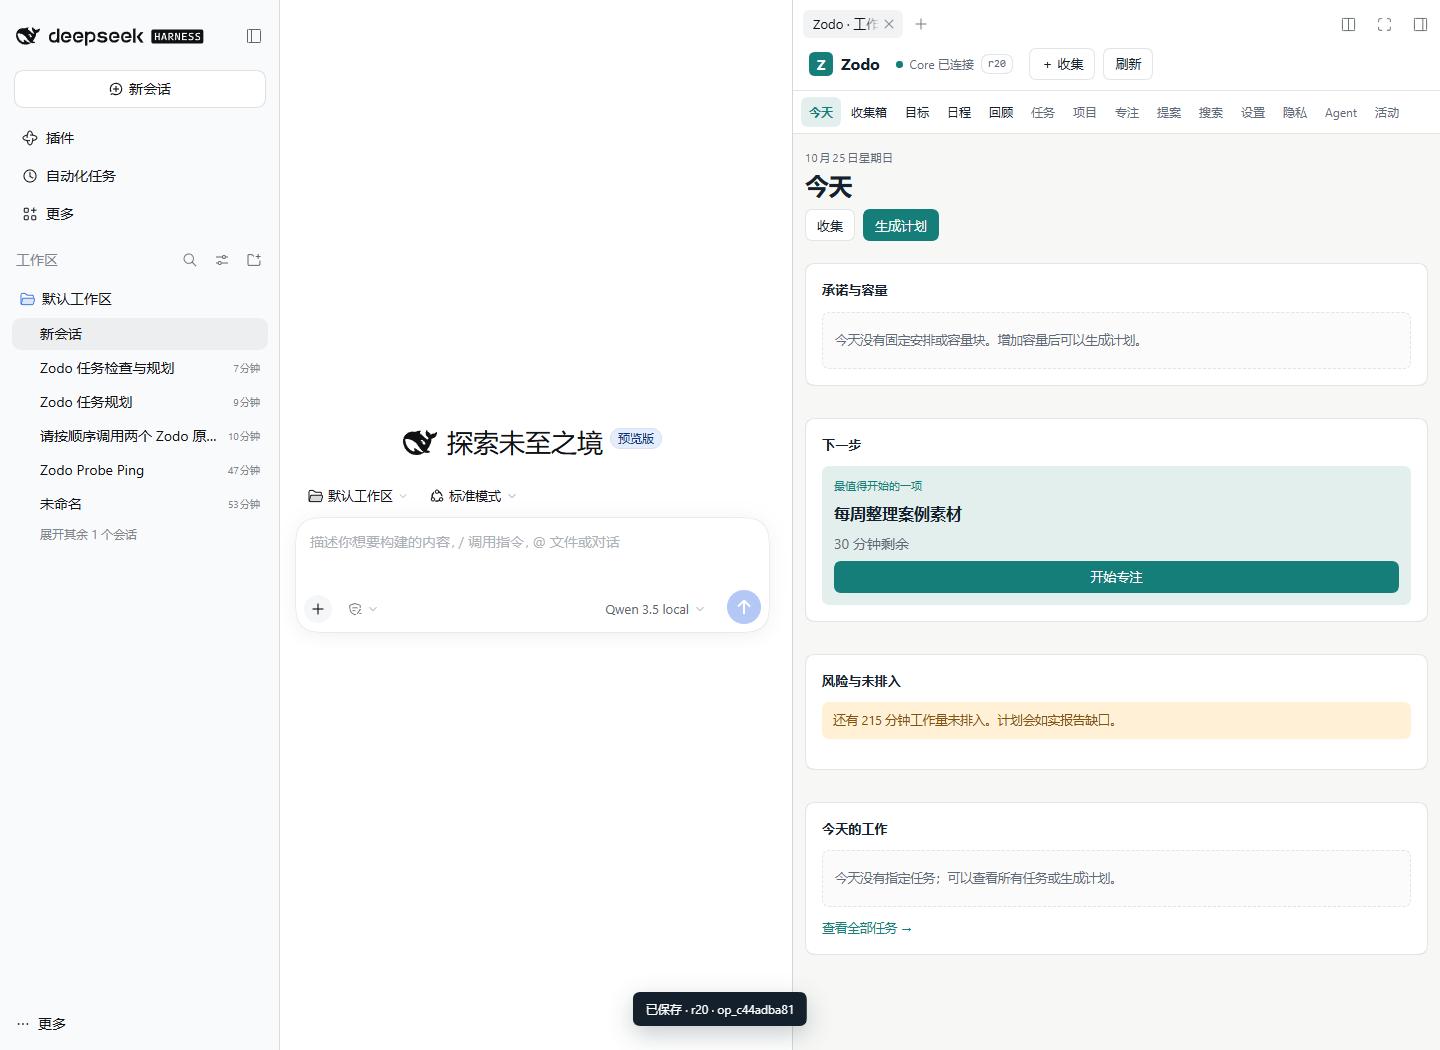 deepseek HARNESS
新会话
插件
自动化任务
更多
工作区
默认工作区
新会话
Zodo 任务检查与规划 7分钟
Zodo 任务规划 9分钟
请按顺序调用两个 Zodo 原... 10分钟
Zodo Probe Ping 47分钟
未命名 53分钟
展开其余 1 个会话
更多
探索未至之境 预览版
默认工作区 标准模式
描述你想要构建的内容, / 调用指令, @ 文件或对话
Qwen 3.5 local
已保存 · r20 · op_c44adba81
Zodo · 工作
Z Zodo Core 已连接 r20 + 收集 刷新
今天 收集箱 目标 日程 回顾 任务 项目 专注 提案 搜索 设置 隐私 Agent 活动
10月25日星期日
今天
收集 生成计划
承诺与容量
今天没有固定安排或容量块。增加容量后可以生成计划。
下一步
最值得开始的一项
每周整理案例素材
30 分钟剩余
开始专注
风险与未排入
还有 215 分钟工作量未排入。计划会如实报告缺口。
今天的工作
今天没有指定任务；可以查看所有任务或生成计划。
查看全部任务 →